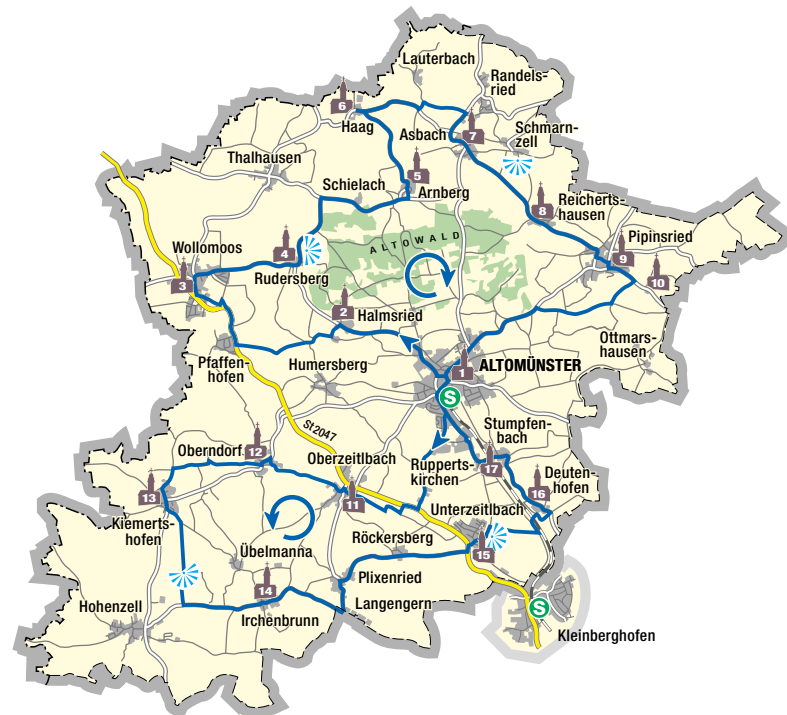 Lauterbach
Randels-
ried
6
Haag
Asbach
7
Schmarn-
zell
Thalhausen
5
Arnberg
Schielach
8
Reicherts-
hausen
Pipinsried
9
10
ALTOWALD
Wollomoos
3
4
Rudersberg
2
Halmsried
Ottmars-
hausen
Pfaffen-
hofen
Humersberg
1
ALTOMÜNSTER
S
St2047
Stumpfen-
bach
17
Oberndorf
12
Oberzeitlbach
11
Rupperts-
kirchen
Deuten-
hofen
16
13
Kiemerts-
hofen
Unterzeitlbach
15
Röckersberg
Übelmanna
14
Irchenbrunn
Plixenried
Langengern
Hohenzell
S
Kleinberghofen